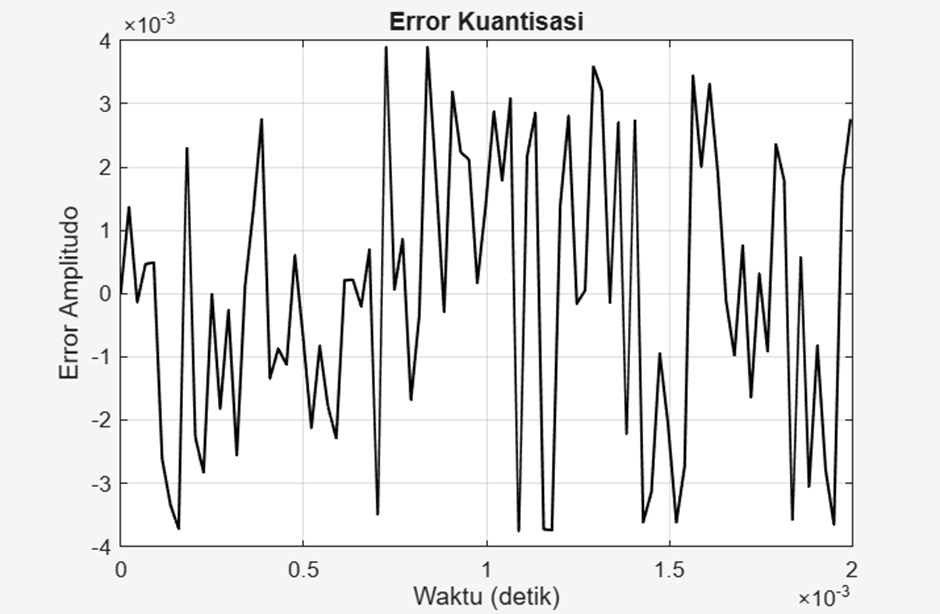 Error Kuantisasi
×10-3
4
3
2
1
0
-1
-2
-3
-4
Error Amplitudo
0 0.5 1 1.5 2
Waktu (detik)
×10-3